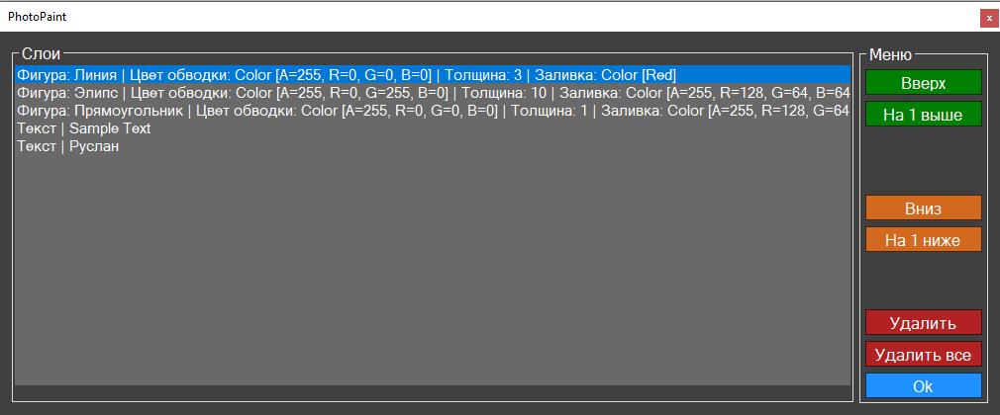 PhotoPaint
x
Слои
Фигура: Линия | Цвет обводки: Color [A=255, R=0, G=0, B=0] | Толщина: 3 | Заливка: Color [Red]
Фигура: Элипс | Цвет обводки: Color [A=255, R=0, G=255, B=0] | Толщина: 10 | Заливка: Color [A=255, R=128, G=64, B=64
Фигура: Прямоугольник | Цвет обводки: Color [A=255, R=0, G=0, B=0] | Толщина: 1 | Заливка: Color [A=255, R=128, G=64
Текст | Sample Text
Текст | Руслан
Меню
Вверх
На 1 выше
Вниз
На 1 ниже
Удалить
Удалить все
Ok